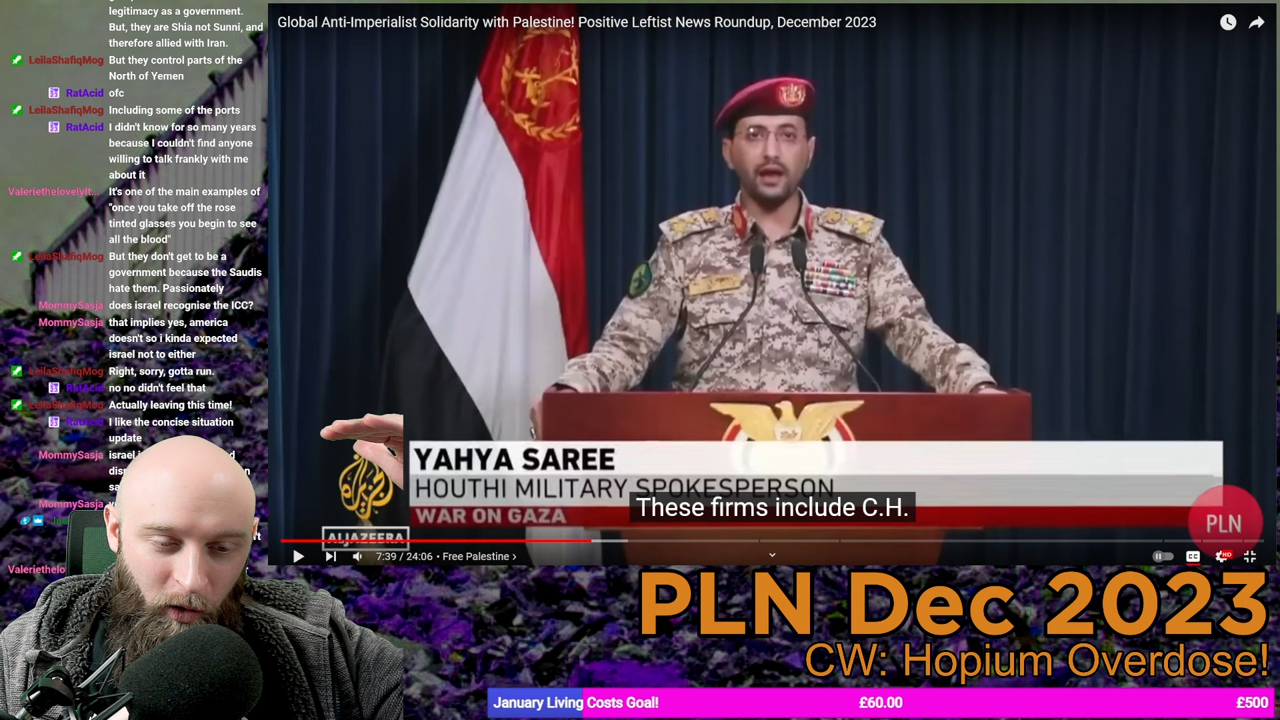 legitimacy as a government.
But, they are Shia not Sunni, and
therefore allied with Iran.
LeilaShafiqMog But they control parts of the
North of Yemen
RatAcid ofc
LeilaShafiqMog Including some of the ports
RatAcid I didn't know for so many years
because I couldn't find anyone
willing to talk frankly with me
about it
Valeriethelovelyit... It's one of the main examples of
"once you take off the rose
tinted glasses you begin to see
all the blood"
LeilaShafiqMog But they don't get to be a
government because the Saudis
hate them. Passionately
MommySasja does israel recognise the ICC?
MommySasja that implies yes, america
doesn't so i kinda expected
israel not to either
LeilaShafiqMog Right, sorry, gotta run.
RatAcid no no didn't feel that
LeilaShafiqMog Actually leaving this time!
RatAcid I like the concise situation
update
MommySasja
MommySasja
Valerethelo
Global Anti-Imperialist Solidarity with Palestine! Positive Leftist News Roundup, December 2023
YAHYA SAREE
HOUTHI MILITARY SPOKESPERSON
These firms include C.H.
WAR ON GAZA
ALJAZEERA
PLN
7:39 / 24:06 • Free Palestine ›
HD
PLN Dec 2023
CW: Hopium Overdose!
January Living Costs Goal! £60.00 £500